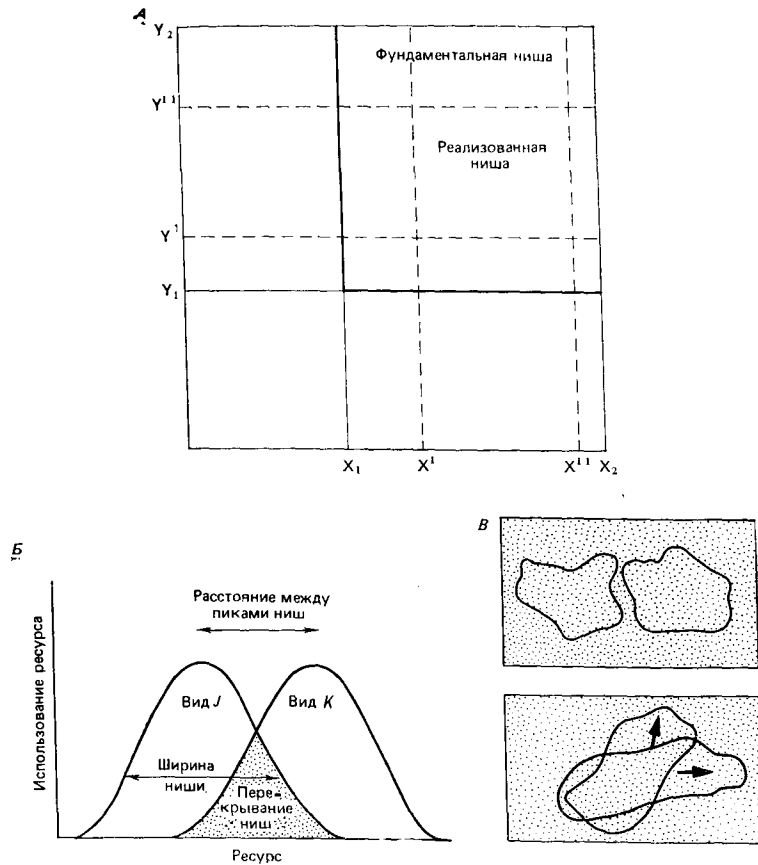 А
Y₂
Фундаментальная ниша
Y¹¹
Реализованная
ниша
Y¹
Y₁
X₁ X¹ X¹¹ X₂
Б
Расстояние между
пиками ниш
Использование ресурса
Вид J
Вид K
Ширина
ниши
Пере-
крывание
ниш
Ресурс
В